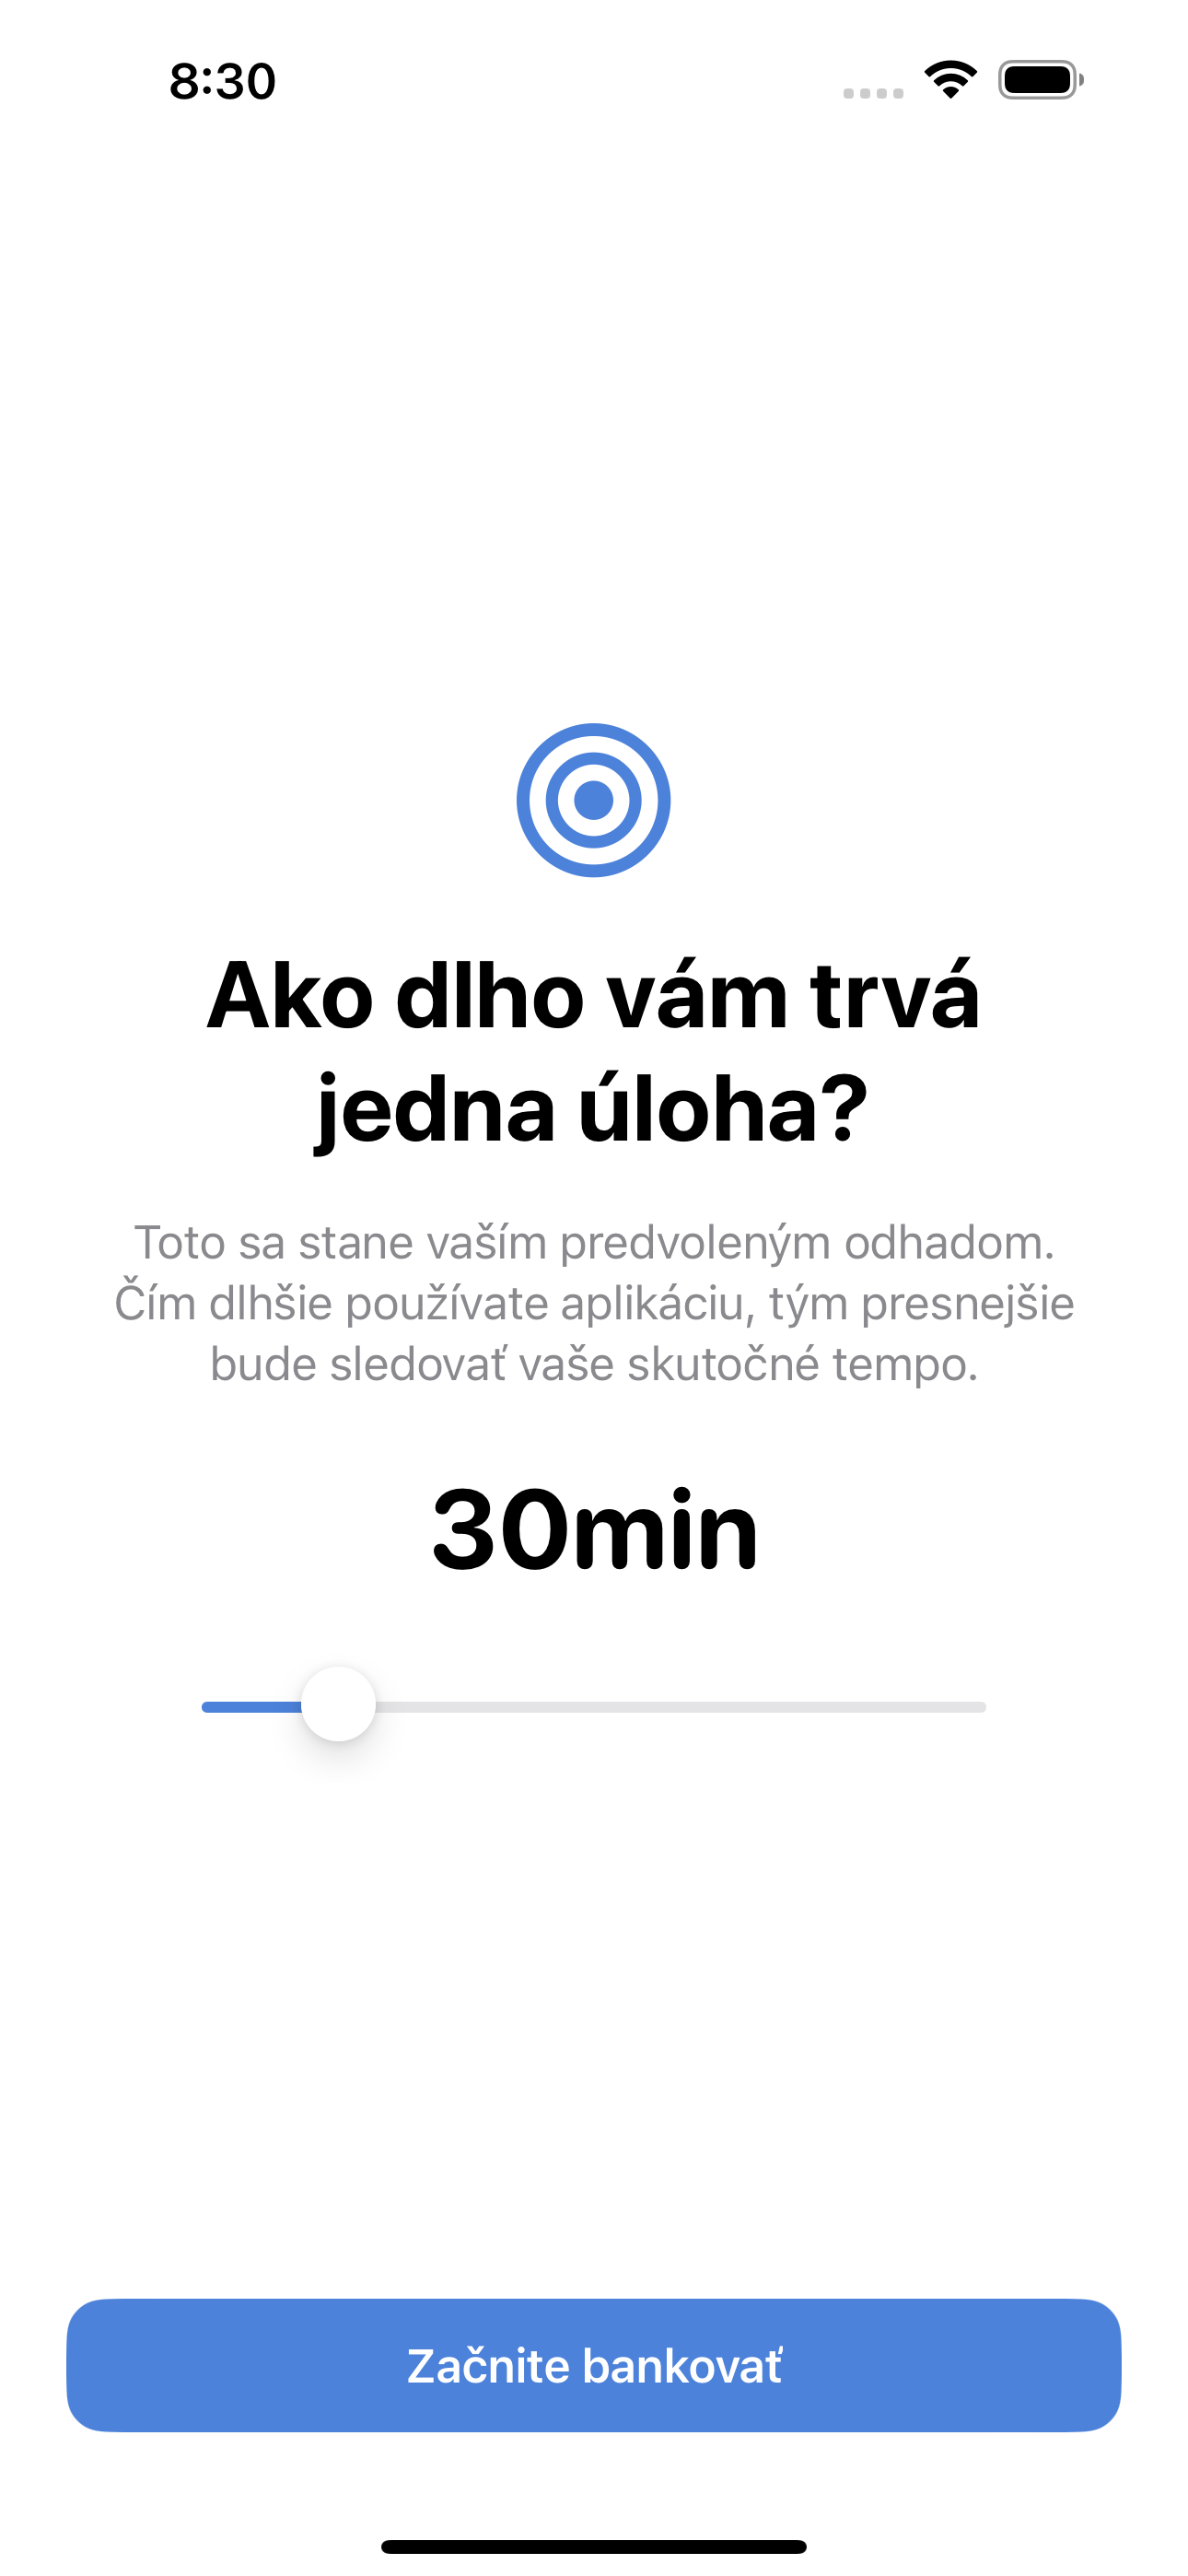 8:30
Ako dlho vám trvá
jedna úloha?
Toto sa stane vaším predvoleným odhadom.
Čím dlhšie používate aplikáciu, tým presnejšie
bude sledovať vaše skutočné tempo.
30min
Začnite bankovať